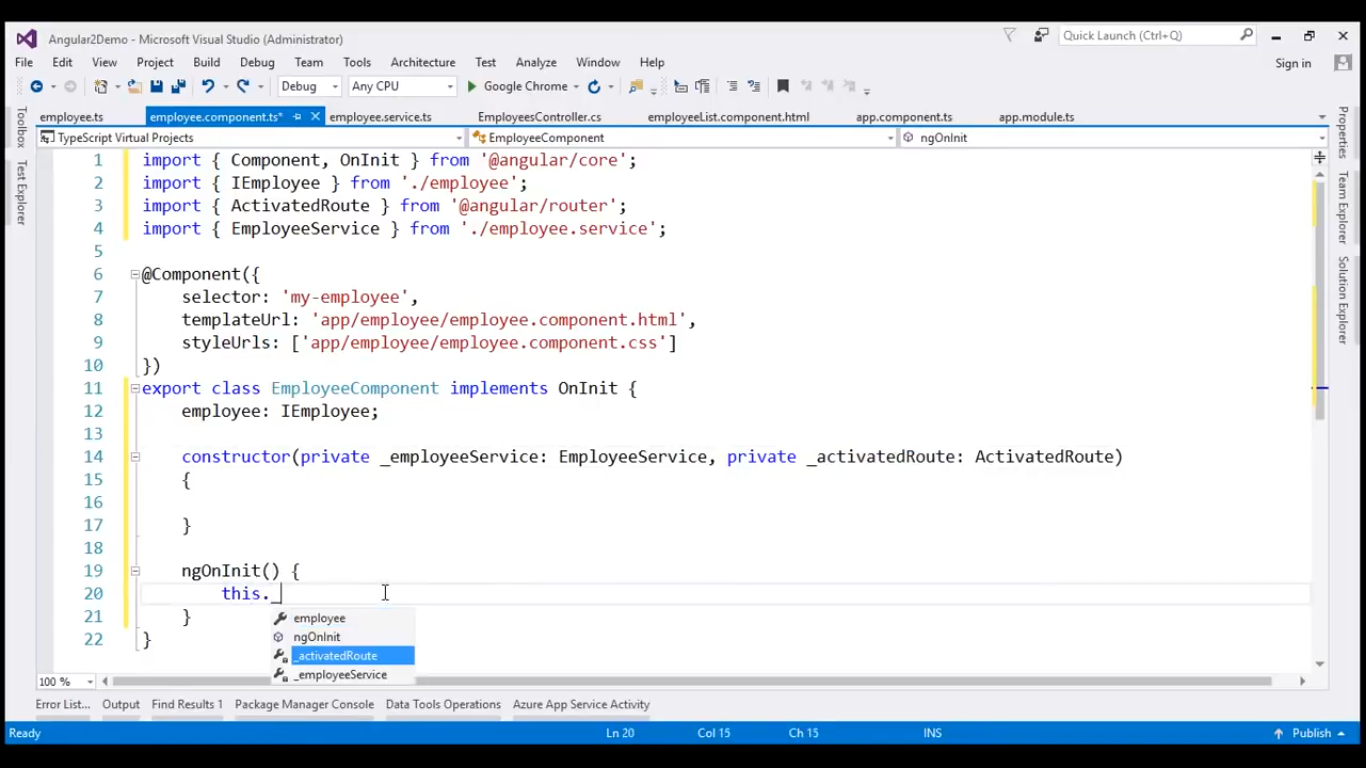 Angular2Demo - Microsoft Visual Studio (Administrator)
Quick Launch (Ctrl+Q)
File Edit View Project Build Debug Team Tools Architecture Test Analyze Window Help
Sign in
Debug Any CPU Google Chrome
employee.ts employee.component.ts* employee.service.ts EmployeesController.cs employeeList.component.html app.component.ts app.module.ts
TypeScript Virtual Projects EmployeeComponent ngOnInit
Toolbox
Test Explorer
Properties
Team Explorer
Solution Explorer
1 import { Component, OnInit } from '@angular/core';
2 import { IEmployee } from './employee';
3 import { ActivatedRoute } from '@angular/router';
4 import { EmployeeService } from './employee.service';
5
6 @Component({
7 selector: 'my-employee',
8 templateUrl: 'app/employee/employee.component.html',
9 styleUrls: ['app/employee/employee.component.css']
10 })
11 export class EmployeeComponent implements OnInit {
12 employee: IEmployee;
13
14 constructor(private _employeeService: EmployeeService, private _activatedRoute: ActivatedRoute)
15 {
16
17 }
18
19 ngOnInit() {
20 this._
21 }
22 }
employee
ngOnInit
_activatedRoute
_employeeService
100 %
Error List... Output Find Results 1 Package Manager Console Data Tools Operations Azure App Service Activity
Ready Ln 20 Col 15 Ch 15 INS Publish